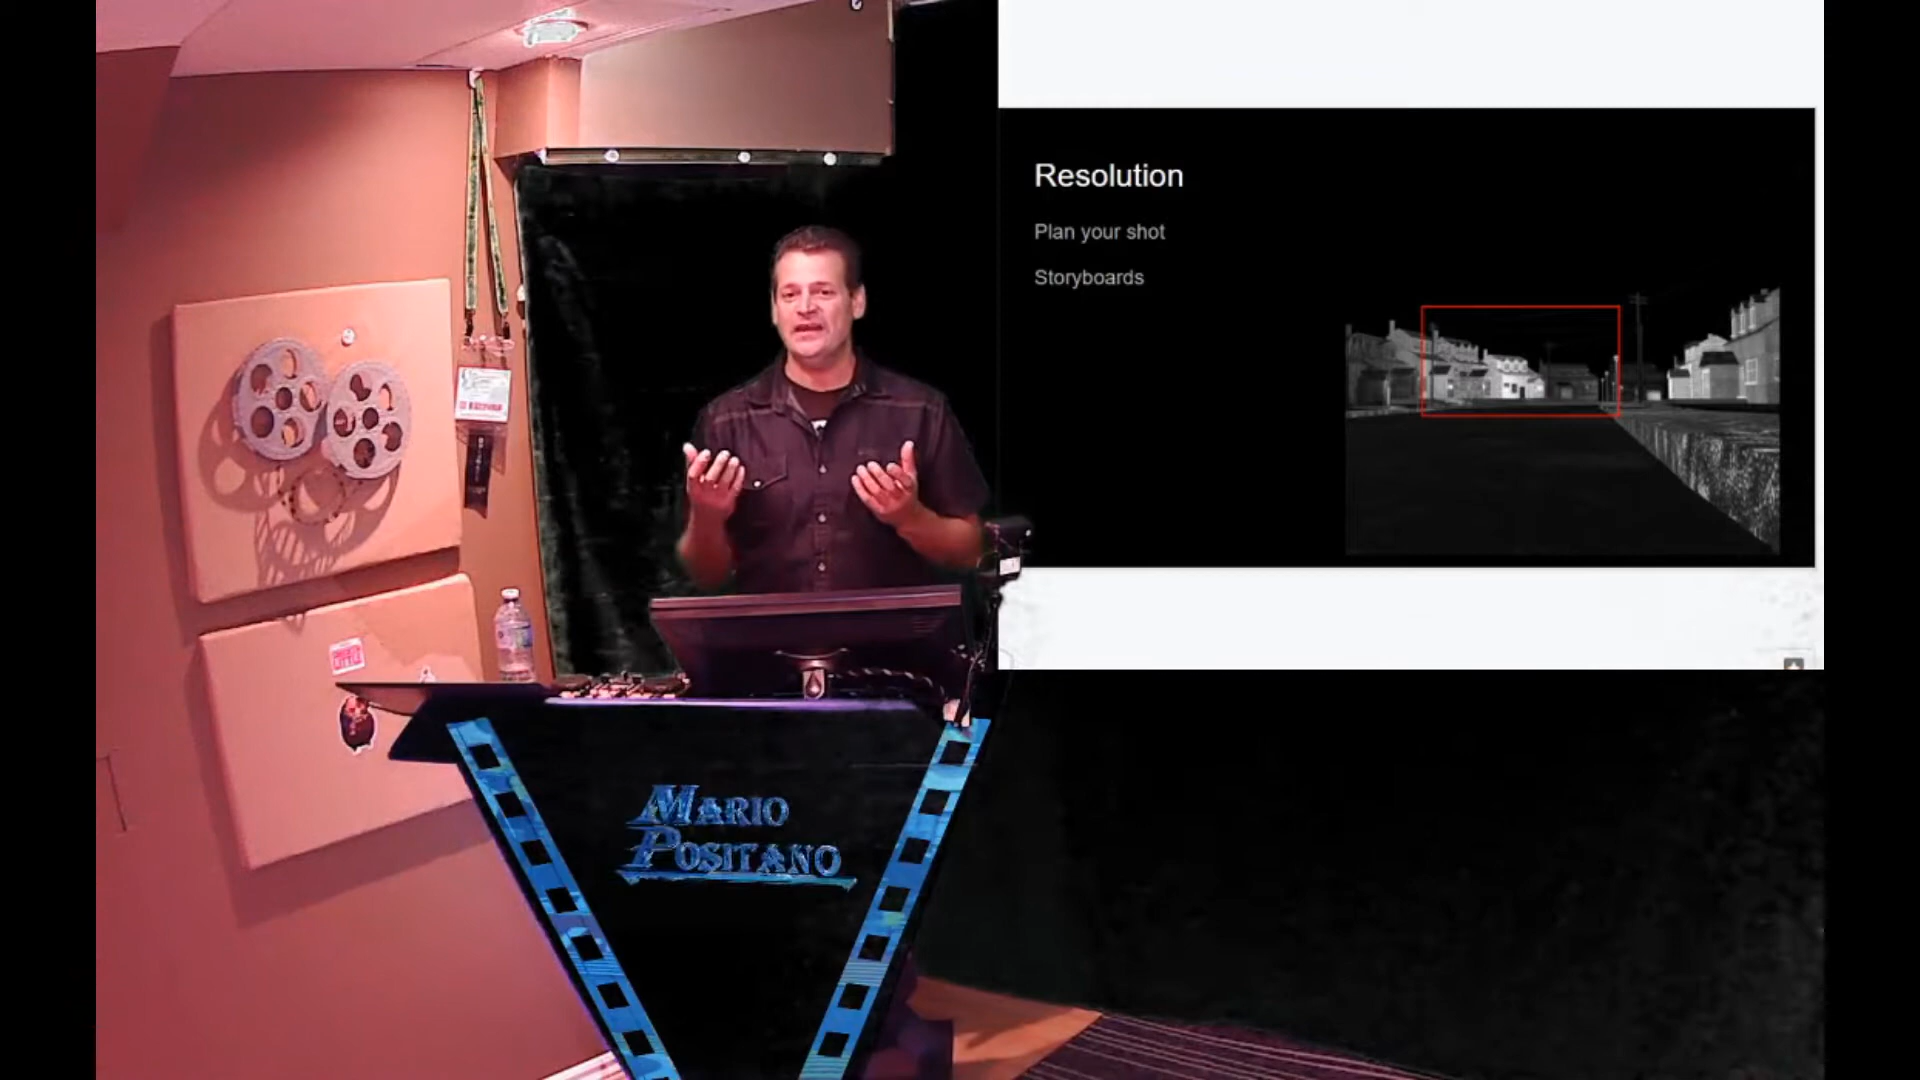 Resolution
Plan your shot
Storyboards
MARIO
POSITANO